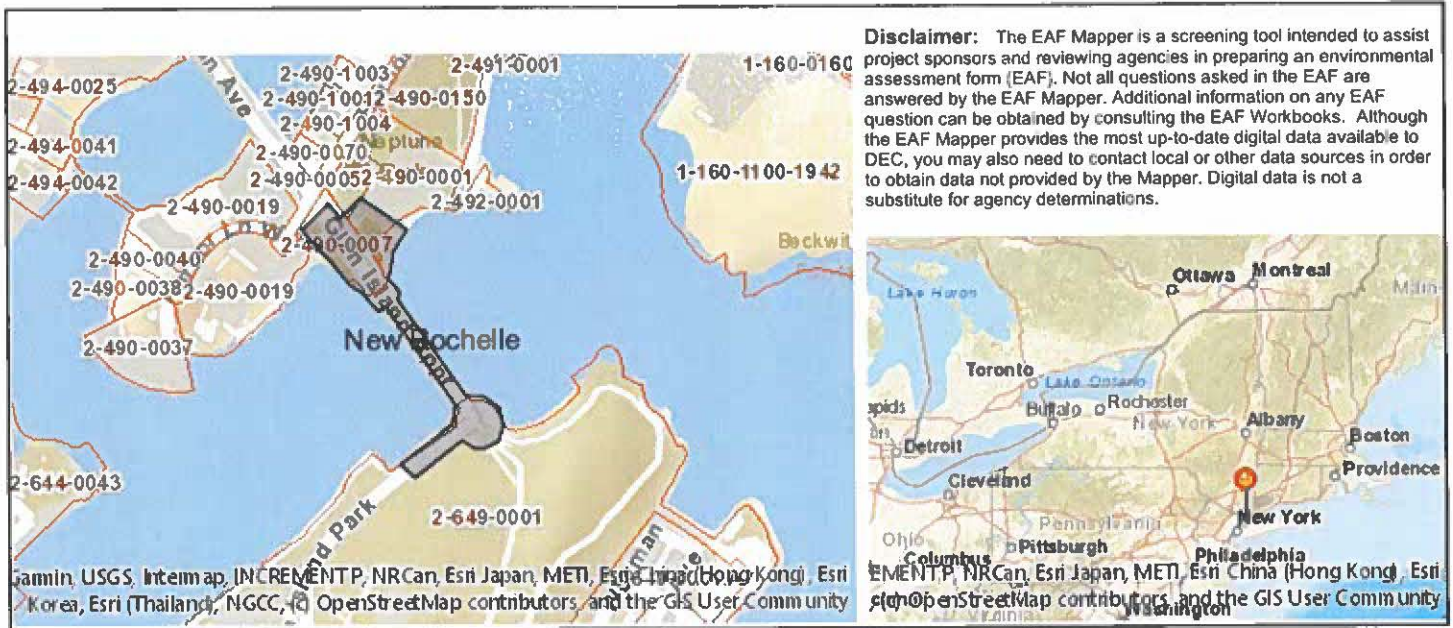 Disclaimer: The EAF Mapper is a screening tool intended to assist
project sponsors and reviewing agencies in preparing an environmental
assessment form (EAF). Not all questions asked in the EAF are
answered by the EAF Mapper. Additional information on any EAF
question can be obtained by consulting the EAF Workbooks. Although
the EAF Mapper provides the most up-to-date digital data available to
DEC, you may also need to contact local or other data sources in order
to obtain data not provided by the Mapper. Digital data is not a
substitute for agency determinations.
2-494-0025
n Ave
2-490-1003
2-491-0001
1-160-0160
2-490-1001
2-490-0150
2-490-1004
2-494-0041
Neptune
2-490-0070
2-494-0042
2-490-0005
2-490-0001
1-160-1100-1942
2-490-0019
2-492-0001
Ln W
Glen Island
2-490-0007
Beckwit
2-490-0040
2-490-0038
2-490-0019
New Rochelle
2-490-0037
2-644-0043
and Park
2-649-0001
Garmin, USGS, Intermap, INCREMENT P, NRCan, Esri Japan, METI, Esri China (Hong Kong), Esri
Korea, Esri (Thailand), NGCC, (c) OpenStreetMap contributors, and the GIS User Community
Ottawa
Montreal
Lake Huron
Main
Toronto
Lake Ontario
apids
Buffalo
Rochester
New York
Albany
Detroit
Boston
Providence
Cleveland
Pennsylvania
New York
Ohio
Pittsburgh
Columbus
Philadelphia
EMENT P, NRCan, Esri Japan, METI, Esri China (Hong Kong), Esri
OpenStreetMap contributors, and the GIS User Community
Washington
Virginia